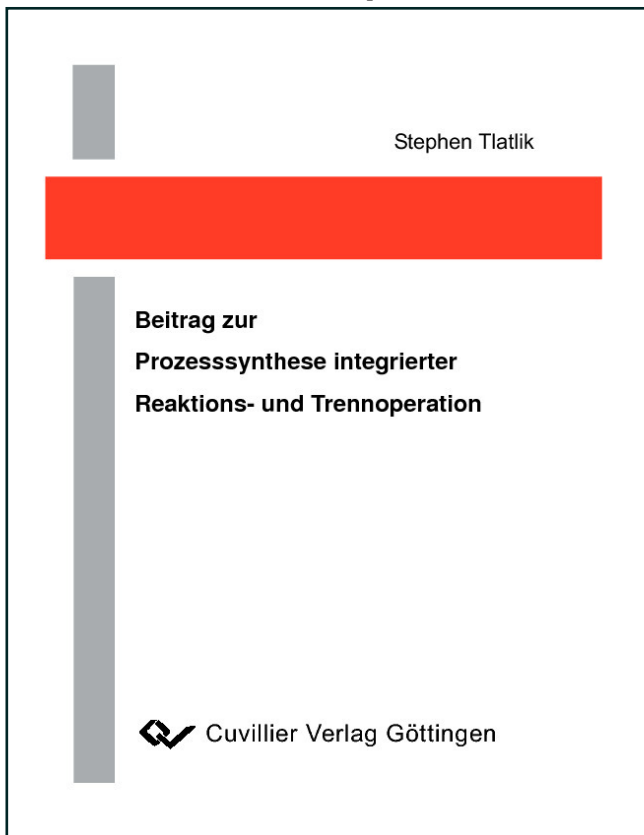 Stephen Tlatlik
Beitrag zur
Prozesssynthese integrierter
Reaktions- und Trennoperation
Cuvillier Verlag Göttingen